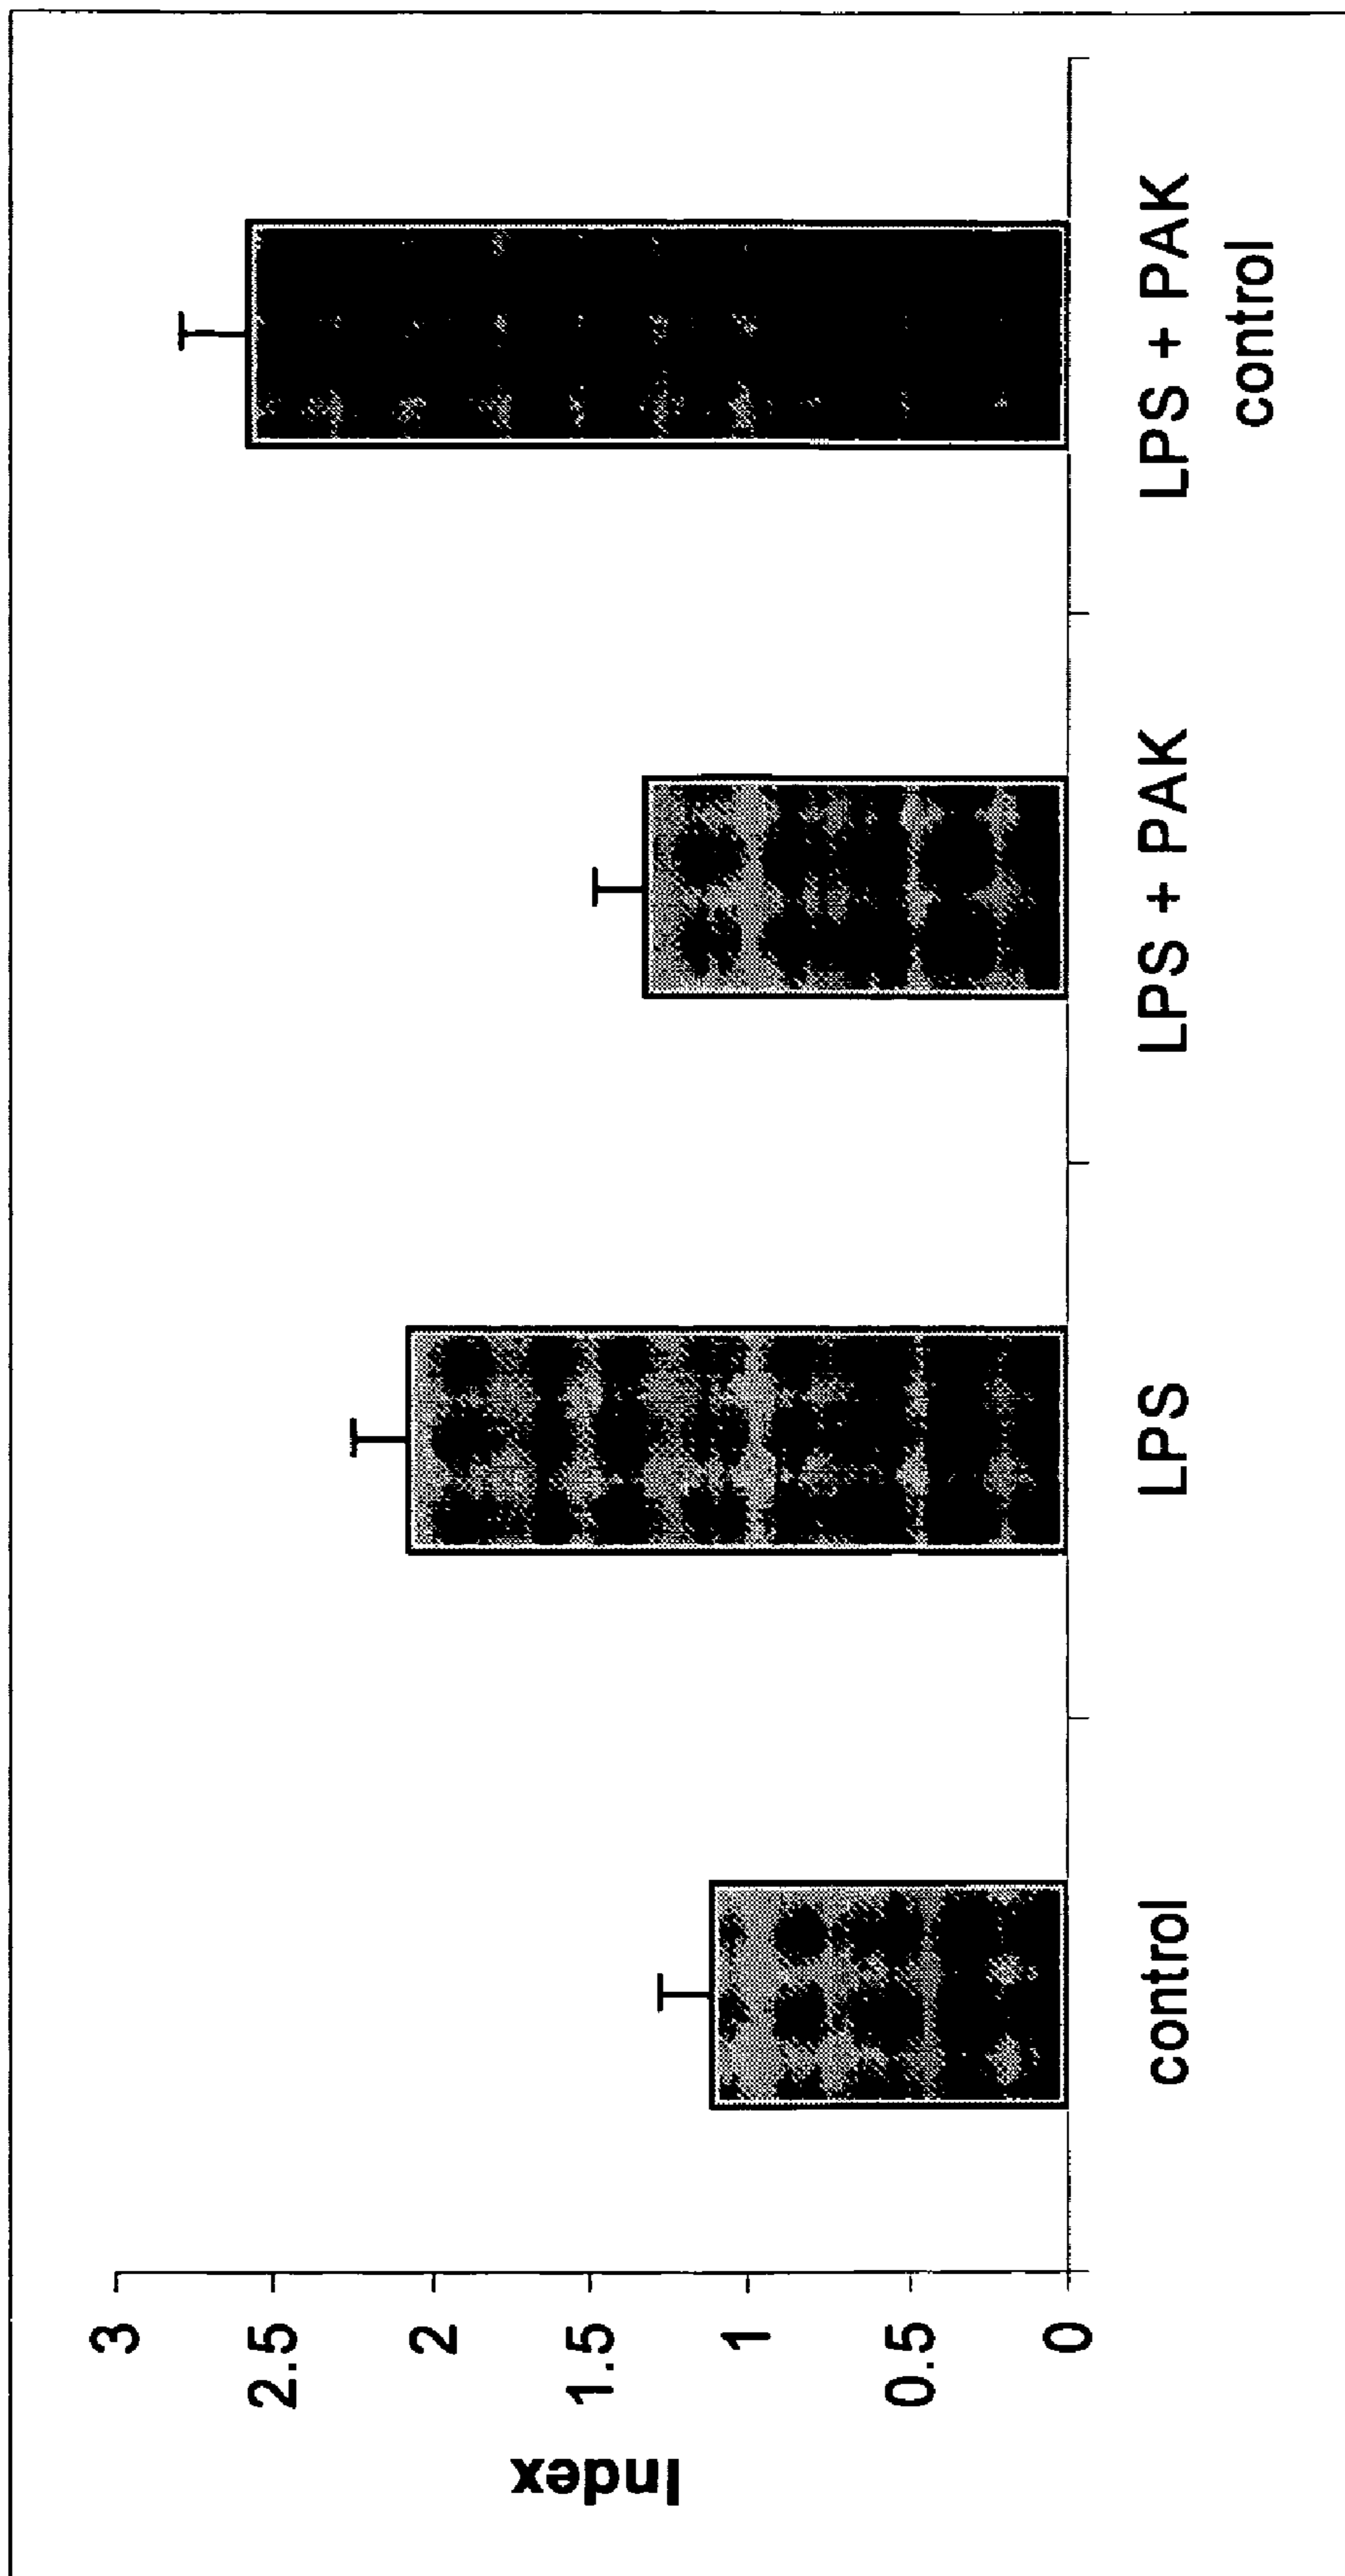 Index
3
2.5
2
1.5
1
0.5
0
control
LPS
LPS + PAK
LPS + PAK
control